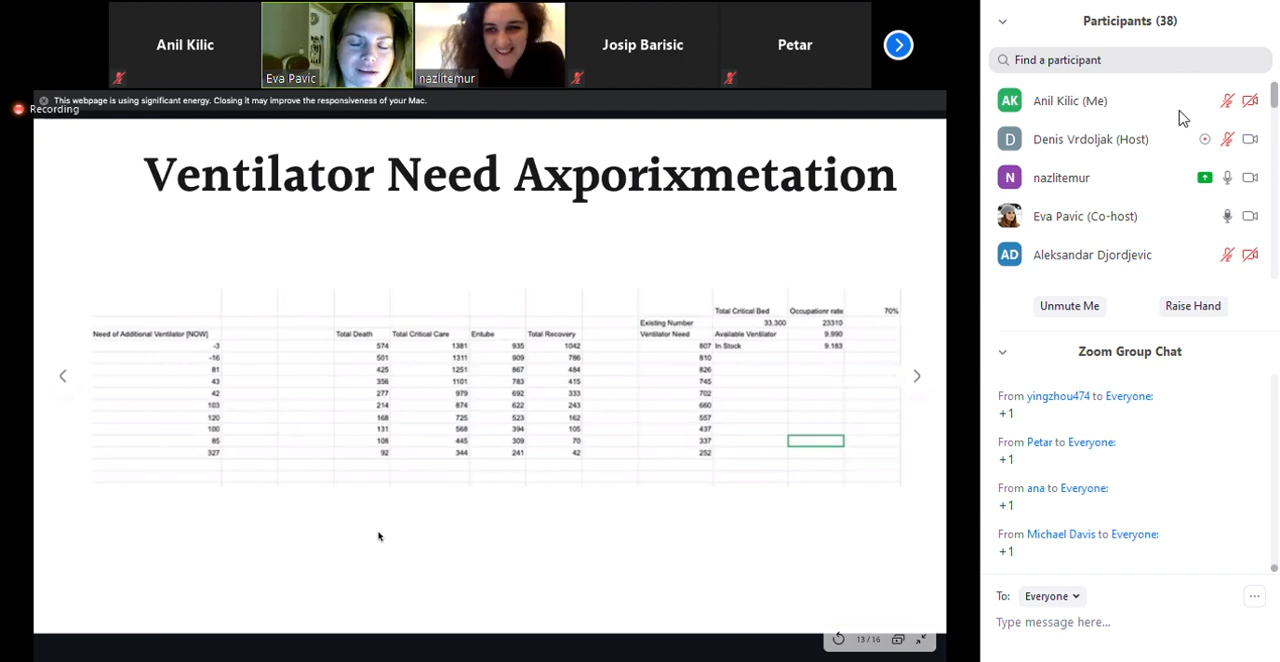 Anil Kilic
Eva Pavic
nazlitemur
Josip Barisic
Petar
This webpage is using significant energy. Closing it may improve the responsiveness of your Mac.
Recording
Ventilator Need Axporixmetation
Total Critical Bed Occupationr rate 70%
Existing Number 33,300 23310
Need of Additional Ventilator [NOW] Total Death Total Critical Care Entube Total Recovery Ventilator Need Available Ventilator 9.990
-3 574 1381 935 1042 807 In Stock 9.183
-16 501 1311 909 786 810
81 425 1251 867 484 826
43 356 1101 783 415 745
42 277 979 692 333 702
103 214 874 622 243 660
120 168 725 523 162 557
100 131 568 394 105 437
85 108 445 309 70 337
327 92 344 241 42 252
13 / 16
Participants (38)
Find a participant
AK Anil Kilic (Me)
D Denis Vrdoljak (Host)
N nazlitemur
Eva Pavic (Co-host)
AD Aleksandar Djordjevic
Unmute Me Raise Hand
Zoom Group Chat
From yingzhou474 to Everyone:
+1
From Petar to Everyone:
+1
From ana to Everyone:
+1
From Michael Davis to Everyone:
+1
To: Everyone
Type message here...